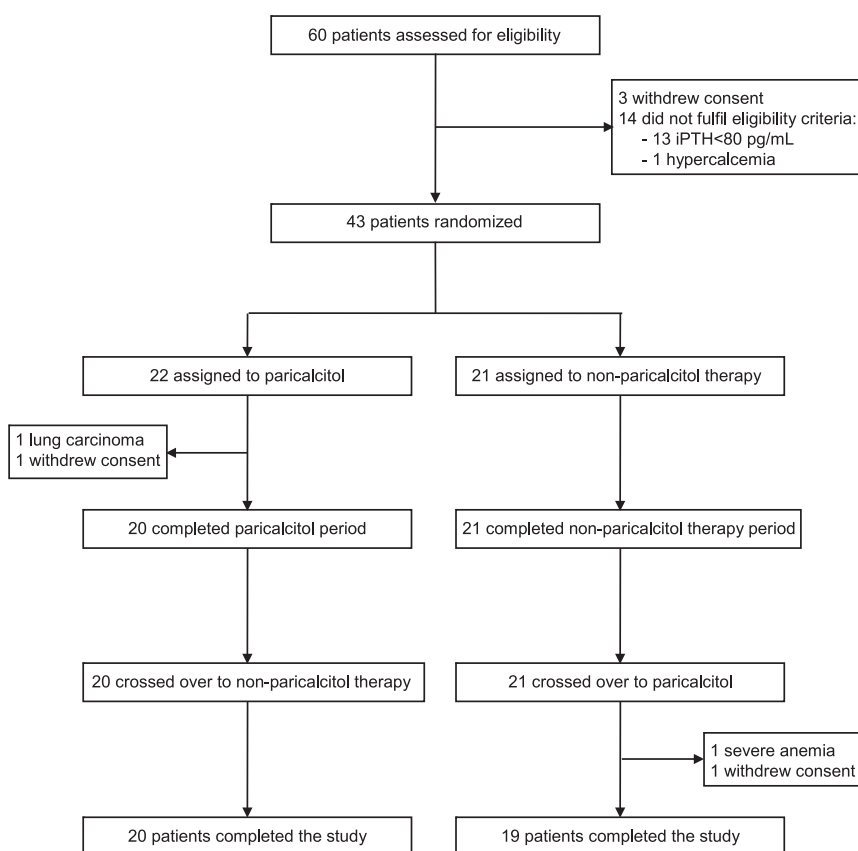 60 patients assessed for eligibility
3 withdrew consent
14 did not fulfil eligibility criteria:
- 13 iPTH<80 pg/mL
- 1 hypercalcemia
43 patients randomized
22 assigned to paricalcitol
21 assigned to non-paricalcitol therapy
1 lung carcinoma
1 withdrew consent
20 completed paricalcitol period
21 completed non-paricalcitol therapy period
20 crossed over to non-paricalcitol therapy
21 crossed over to paricalcitol
1 severe anemia
1 withdrew consent
20 patients completed the study
19 patients completed the study